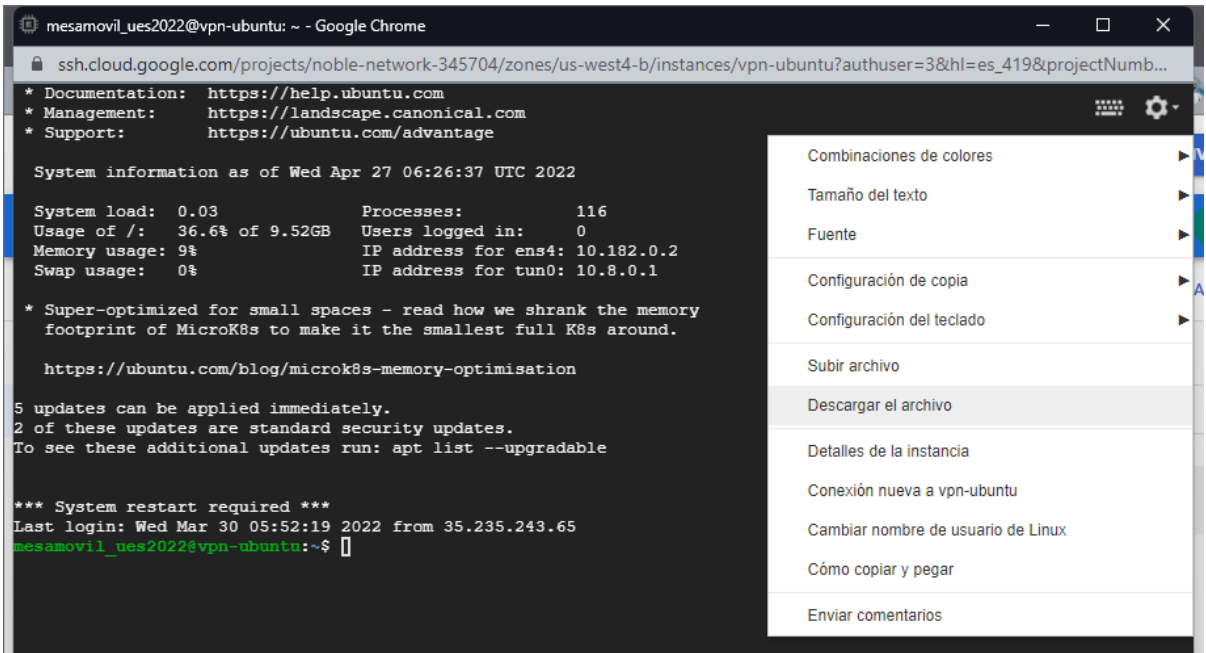 mesamovil_ues2022@vpn-ubuntu: ~ - Google Chrome
ssh.cloud.google.com/projects/noble-network-345704/zones/us-west4-b/instances/vpn-ubuntu?authuser=3&hl=es_419&projectNumb...
* Documentation:  https://help.ubuntu.com
* Management:     https://landscape.canonical.com
* Support:        https://ubuntu.com/advantage
System information as of Wed Apr 27 06:26:37 UTC 2022
System load:  0.03              Processes:           116
Usage of /:   36.6% of 9.52GB   Users logged in:     0
Memory usage: 9%                IP address for ens4: 10.182.0.2
Swap usage:   0%                IP address for tun0: 10.8.0.1
* Super-optimized for small spaces - read how we shrank the memory
footprint of MicroK8s to make it the smallest full K8s around.
https://ubuntu.com/blog/microk8s-memory-optimisation
5 updates can be applied immediately.
2 of these updates are standard security updates.
To see these additional updates run: apt list --upgradable
*** System restart required ***
Last login: Wed Mar 30 05:52:19 2022 from 35.235.243.65
mesamovil_ues2022@vpn-ubuntu:~$
Combinaciones de colores
Tamaño del texto
Fuente
Configuración de copia
Configuración del teclado
Subir archivo
Descargar el archivo
Detalles de la instancia
Conexión nueva a vpn-ubuntu
Cambiar nombre de usuario de Linux
Cómo copiar y pegar
Enviar comentarios